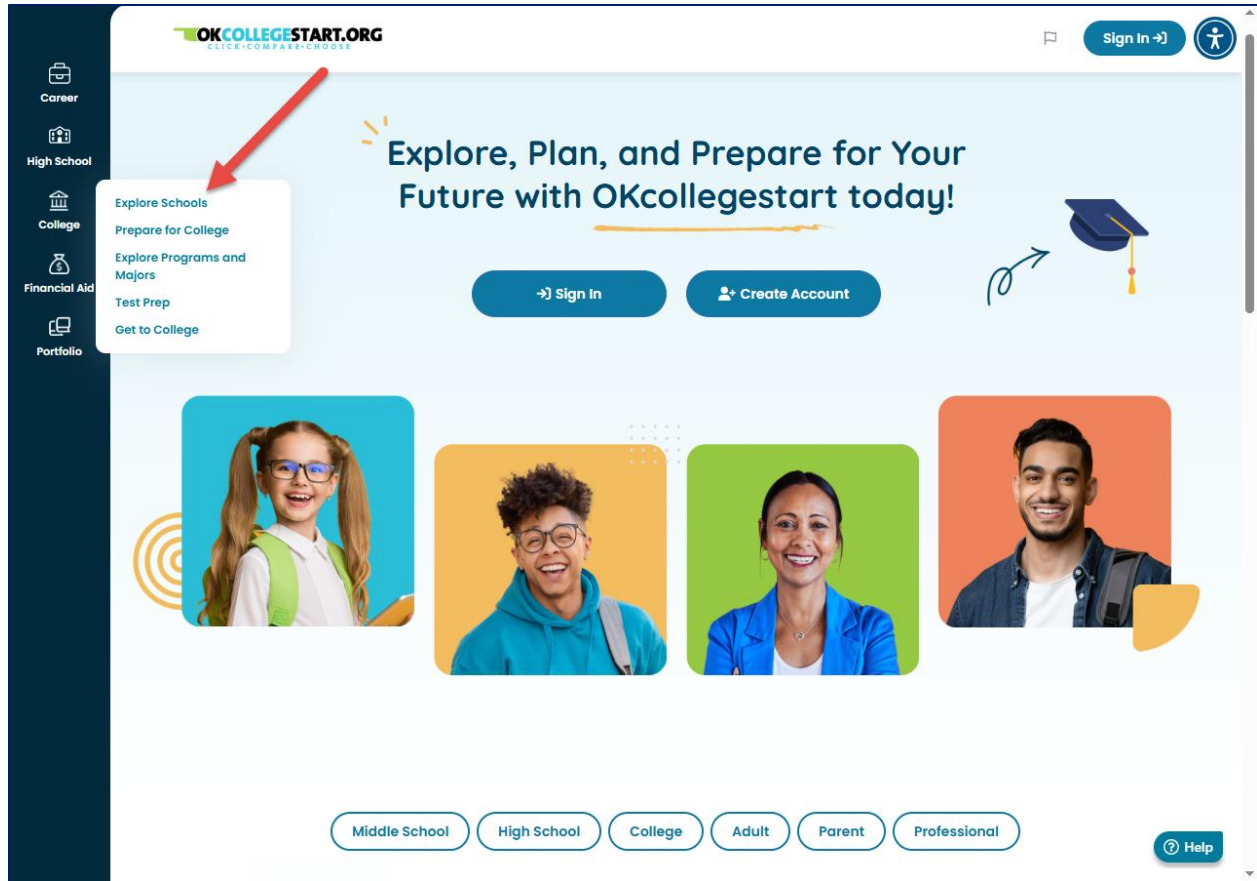 OKCOLLEGESTART.ORG
CLICK•COMPARE•CHOOSE
Sign In
Career
High School
College
Financial Aid
Portfolio
Explore Schools
Prepare for College
Explore Programs and
Majors
Test Prep
Get to College
Explore, Plan, and Prepare for Your
Future with OKcollegestart today!
Sign In
Create Account
Middle School
High School
College
Adult
Parent
Professional
Help